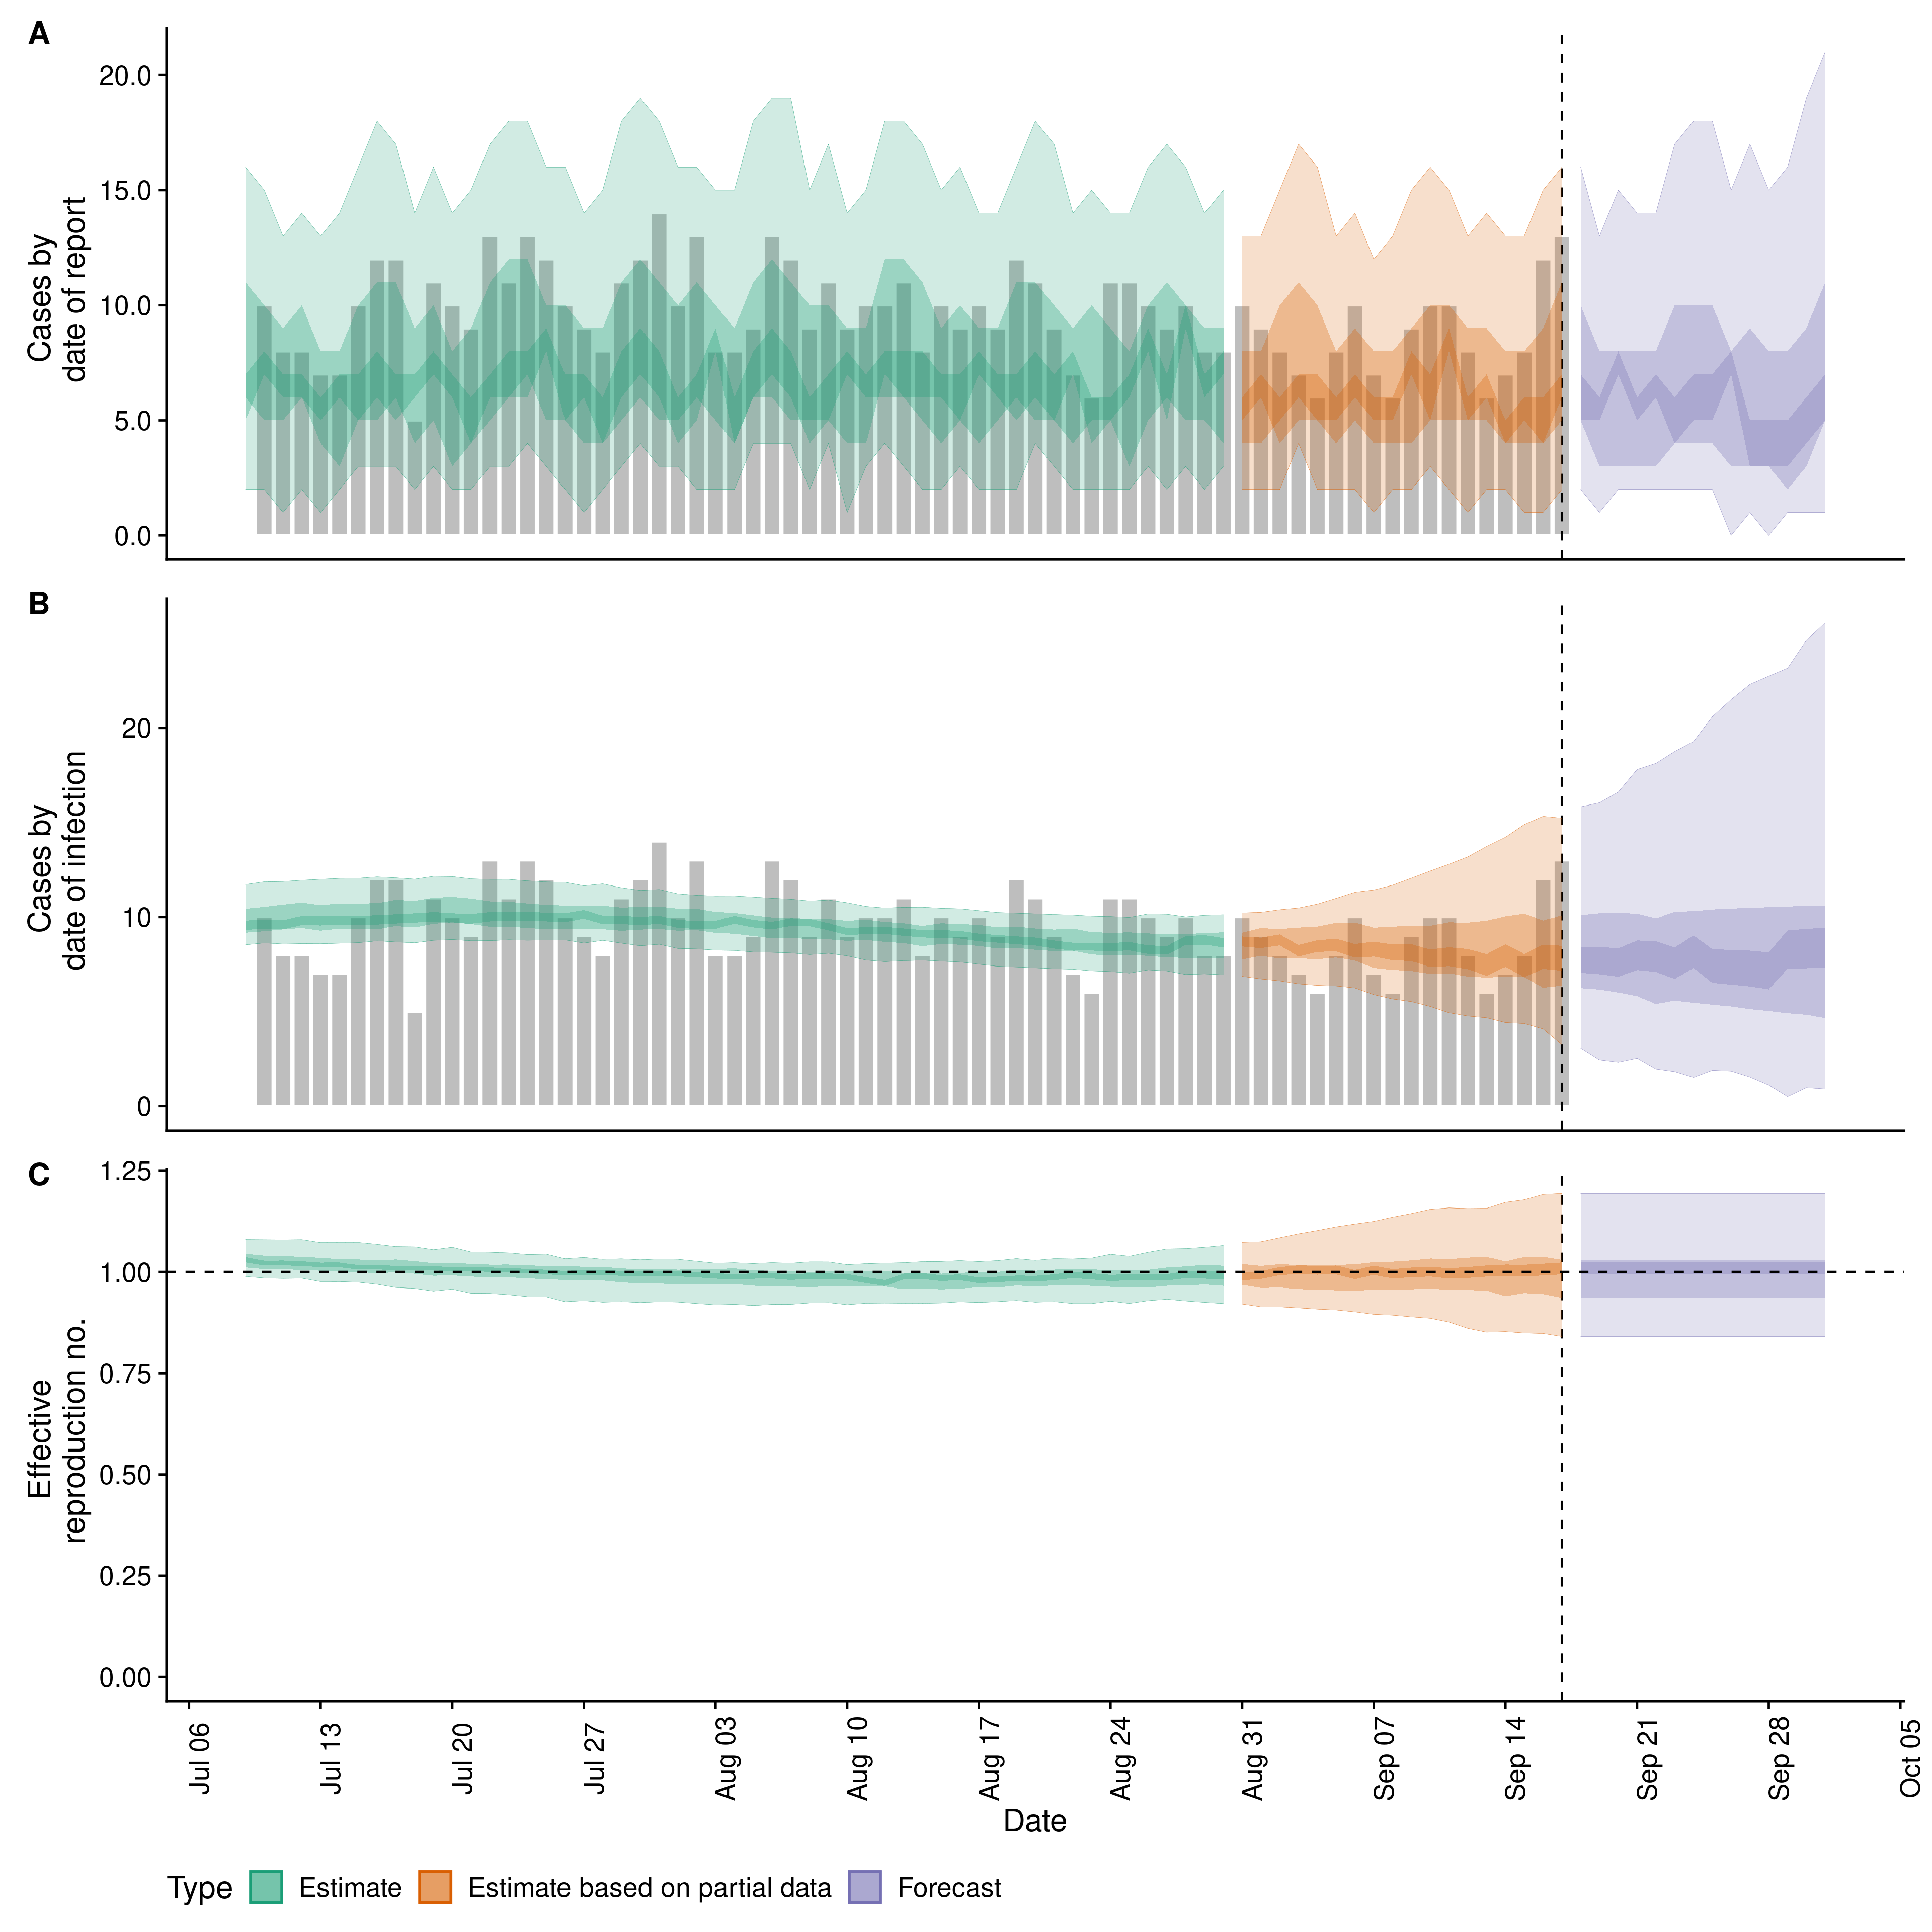 A
Cases by
date of report
20.0
15.0
10.0
5.0
0.0
B
Cases by
date of infection
20
10
0
C
Effective
reproduction no.
1.25
1.00
0.75
0.50
0.25
0.00
Jul 06
Jul 13
Jul 20
Jul 27
Aug 03
Aug 10
Aug 17
Aug 24
Aug 31
Sep 07
Sep 14
Sep 21
Sep 28
Oct 05
Date
Type Estimate Estimate based on partial data Forecast